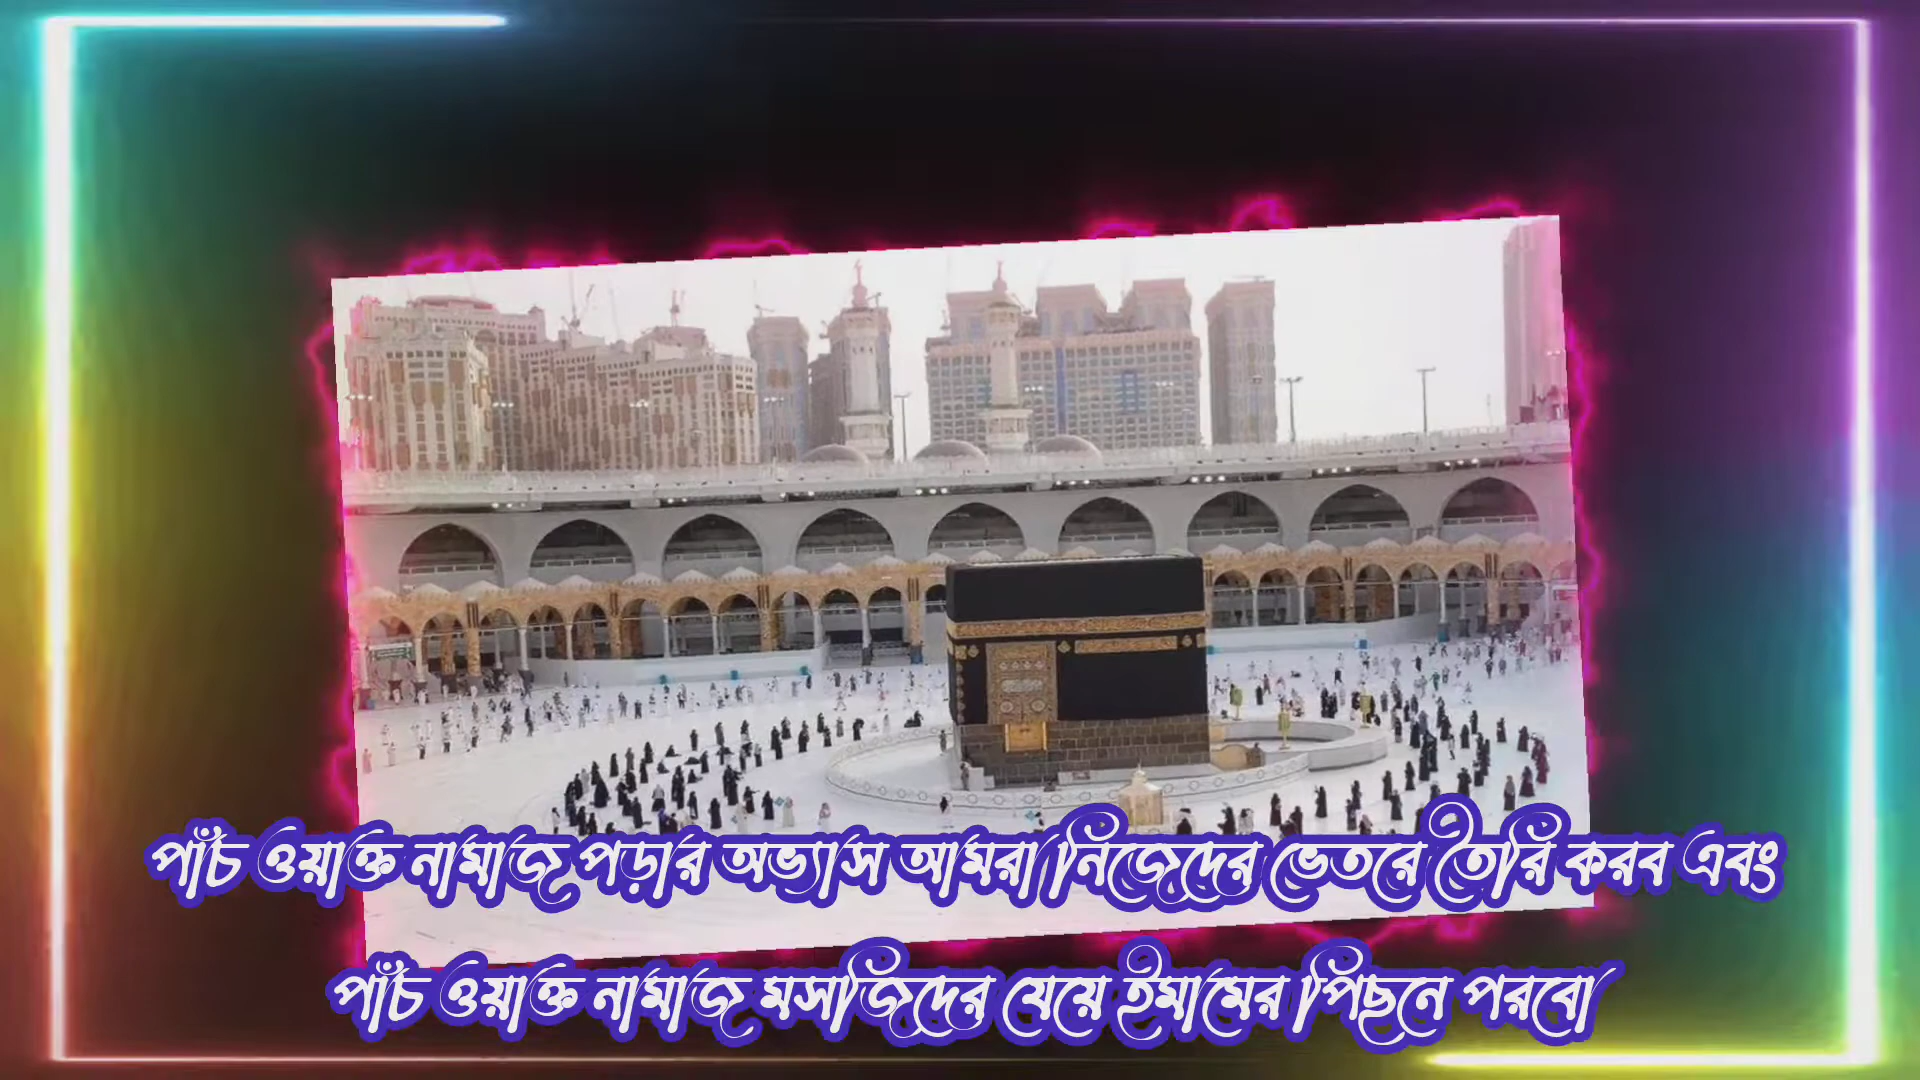 পাঁচ ওয়াক্ত নামাজ পড়ার অভ্যাস আমরা নিজেদের ভেতরে তৈরি করব এবং
পাঁচ ওয়াক্ত নামাজ মসজিদের যেয়ে ইমামের পিছনে পরবো